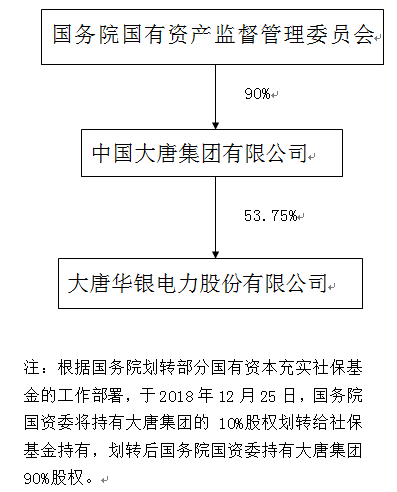 国务院国有资产监督管理委员会
90%
中国大唐集团有限公司
53.75%
大唐华银电力股份有限公司
注：根据国务院划转部分国有资本充实社保基
金的工作部署，于2018年12月25日，国务院
国资委将持有大唐集团的 10%股权划转给社保
基金持有，划转后国务院国资委持有大唐集团
90%股权。